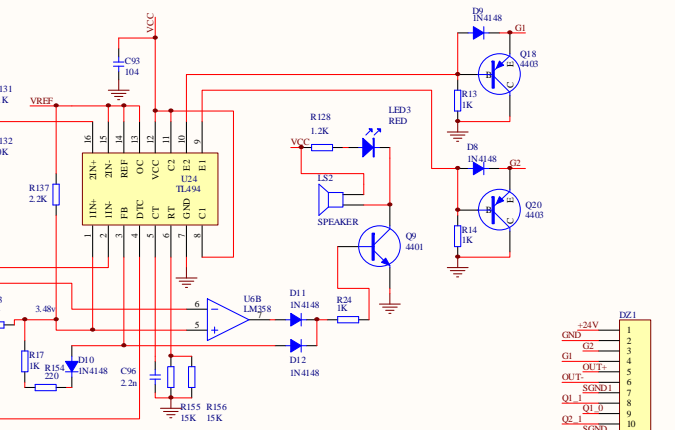 VCC
D9
1N4148
G1
Q18
4403
B
E
C
R13
1K
C93
104
131
1K
VREF
132
0K
R128
1.2K
LED3
RED
VCC
LS2
SPEAKER
D8
1N4148
G2
Q20
4403
B
E
C
R14
1K
16
15
14
13
12
11
10
9
2IN+
2IN-
REF
OC
VCC
C2
E2
E1
U24
TL494
1IN+
1IN-
FB
DTC
CT
RT
GND
C1
1
2
3
4
5
6
7
8
R137
2.2K
Q9
4401
3.48v
6
5
7
U6B
LM358
D11
1N4148
R24
1K
D12
1N4148
R17
1K
R154
220
D10
1N4148
C96
2.2n
R155
15K
R156
15K
DZ1
+24V
1
GND
2
G2
3
G1
4
OUT+
5
OUT-
6
SGND1
7
Q1_1
8
Q1_0
9
Q2_1
10
SGND